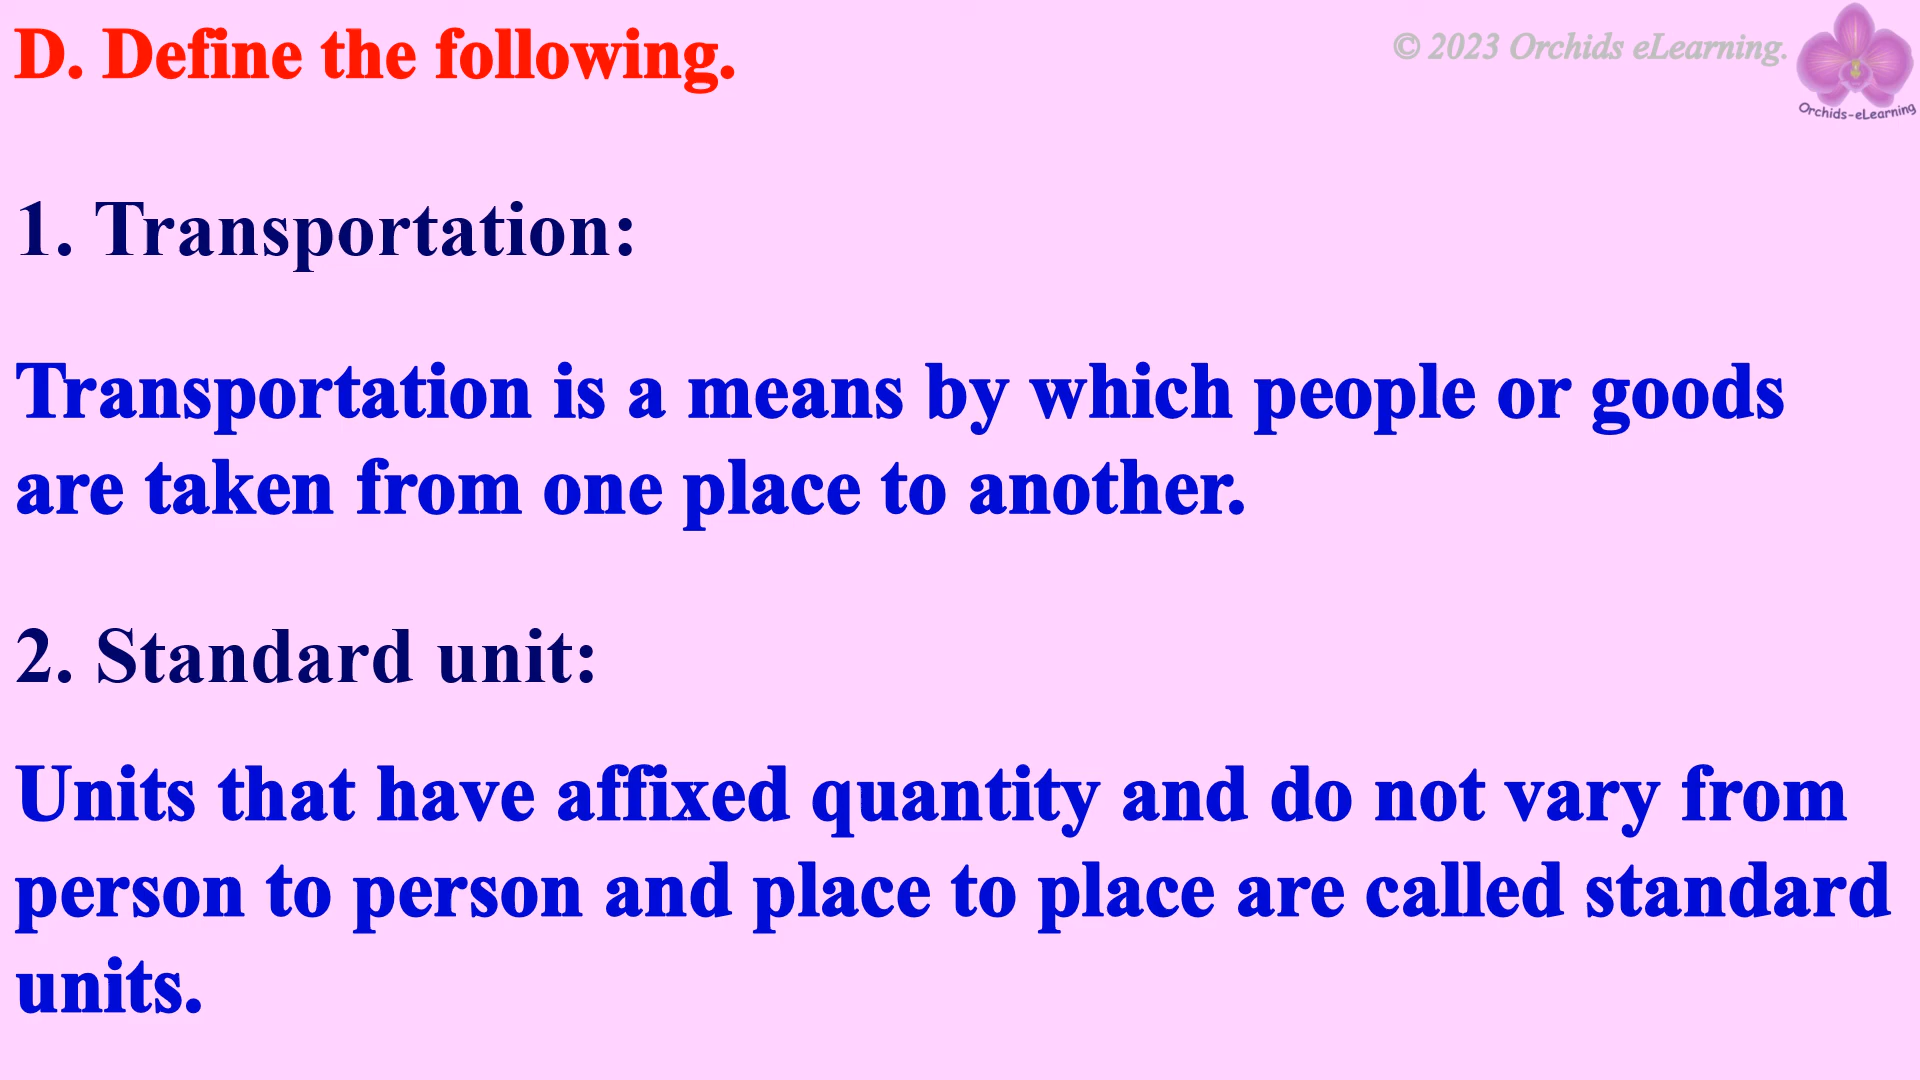 D. Define the following.
© 2023 Orchids eLearning.
Orchids-eLearning
1. Transportation:
Transportation is a means by which people or goods
are taken from one place to another.
2. Standard unit:
Units that have affixed quantity and do not vary from
person to person and place to place are called standard
units.